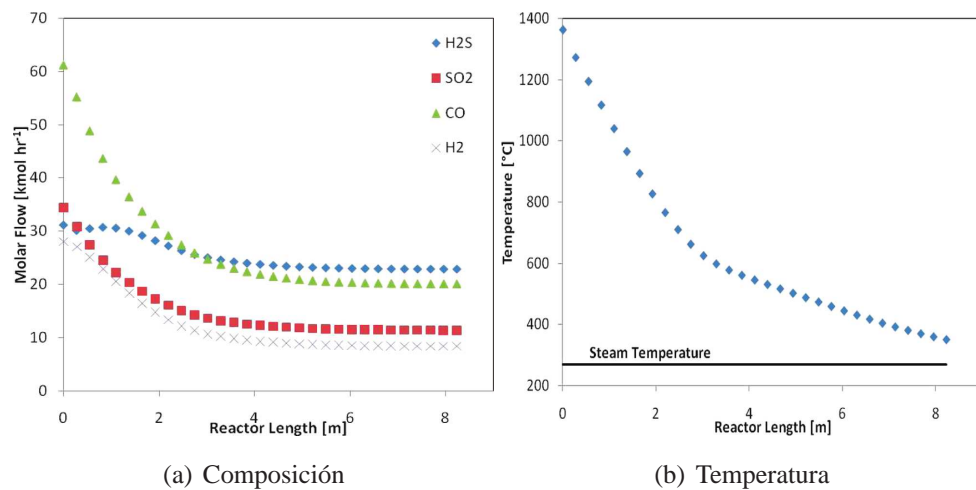 70
60
50
40
30
20
10
0
Molar Flow [kmol hr⁻¹]
H2S
SO2
CO
H2
0 2 4 6 8
Reactor Length [m]
(a) Composición
1400
1200
1000
800
600
400
200
Temperature [°C]
Steam Temperature
0 2 4 6 8
Reactor Length [m]
(b) Temperatura